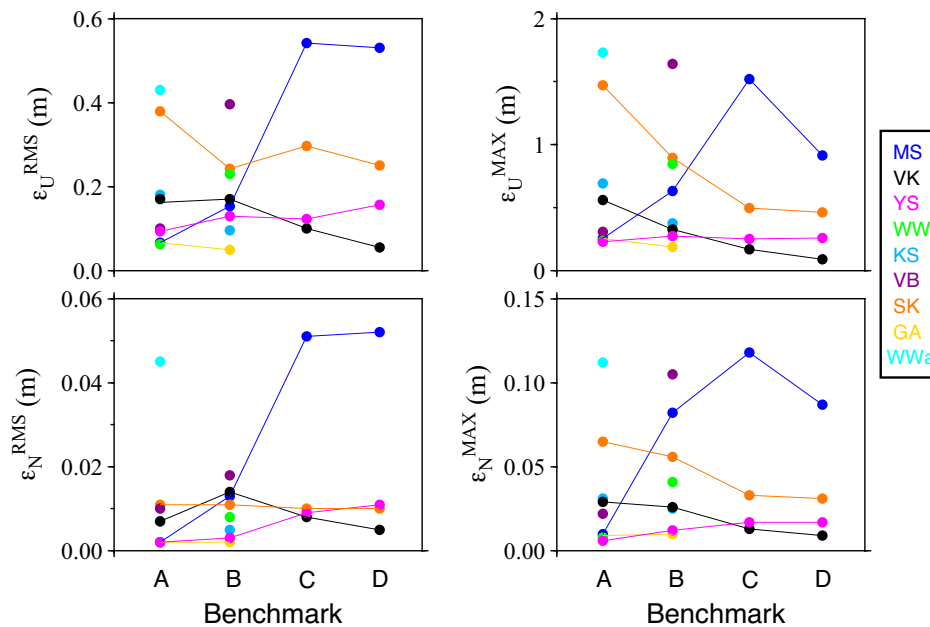 0.6
0.4
0.2
0.0
ε_U^RMS (m)
2
1
0
ε_U^MAX (m)
0.06
0.04
0.02
0.00
ε_N^RMS (m)
A B C D
Benchmark
0.15
0.10
0.05
0.00
ε_N^MAX (m)
A B C D
Benchmark
MS
VK
YS
WW
KS
VB
SK
GA
WWa